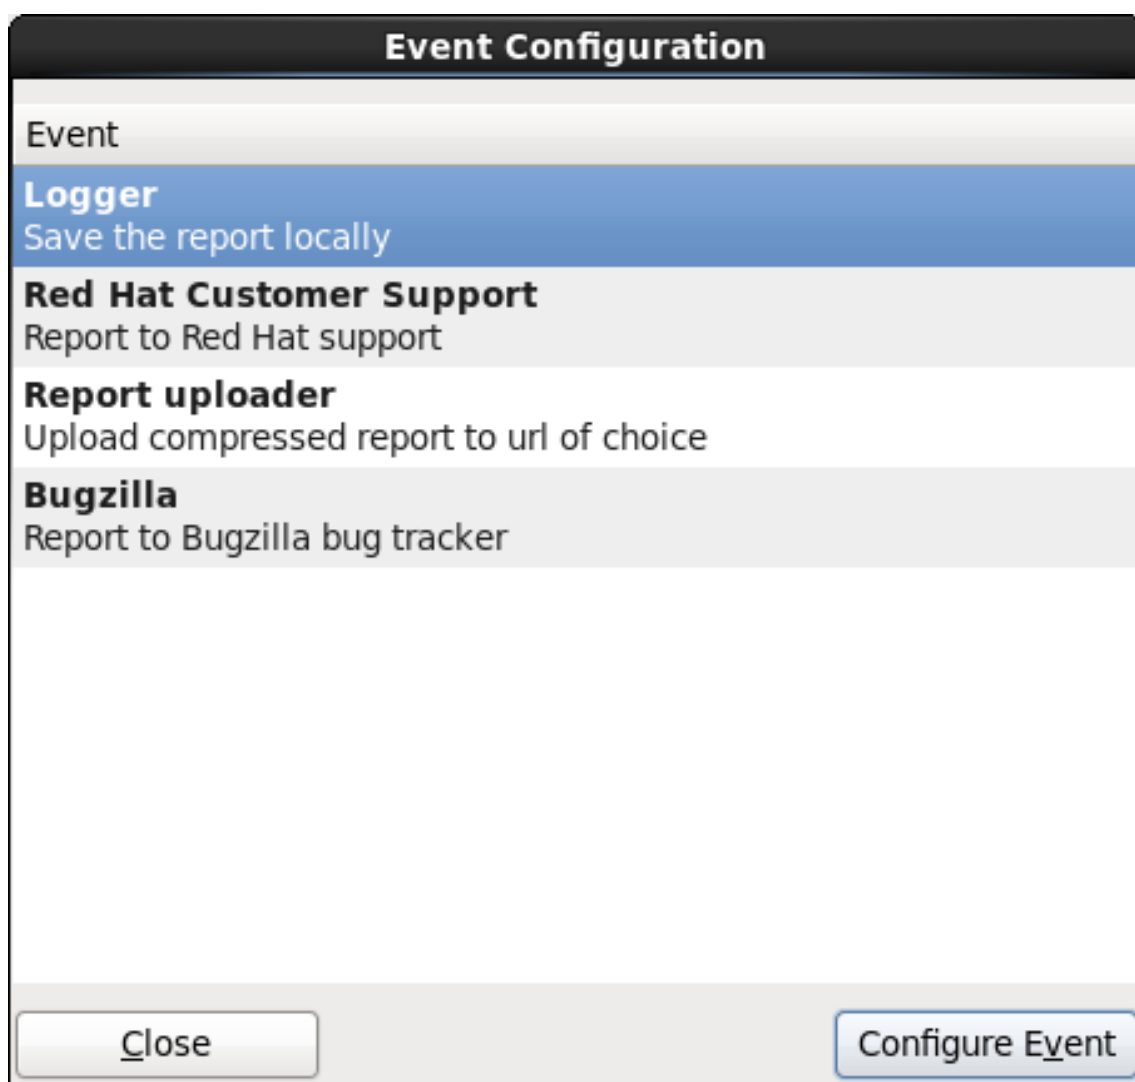 Event Configuration
Event
Logger
Save the report locally
Red Hat Customer Support
Report to Red Hat support
Report uploader
Upload compressed report to url of choice
Bugzilla
Report to Bugzilla bug tracker
Close
Configure Event